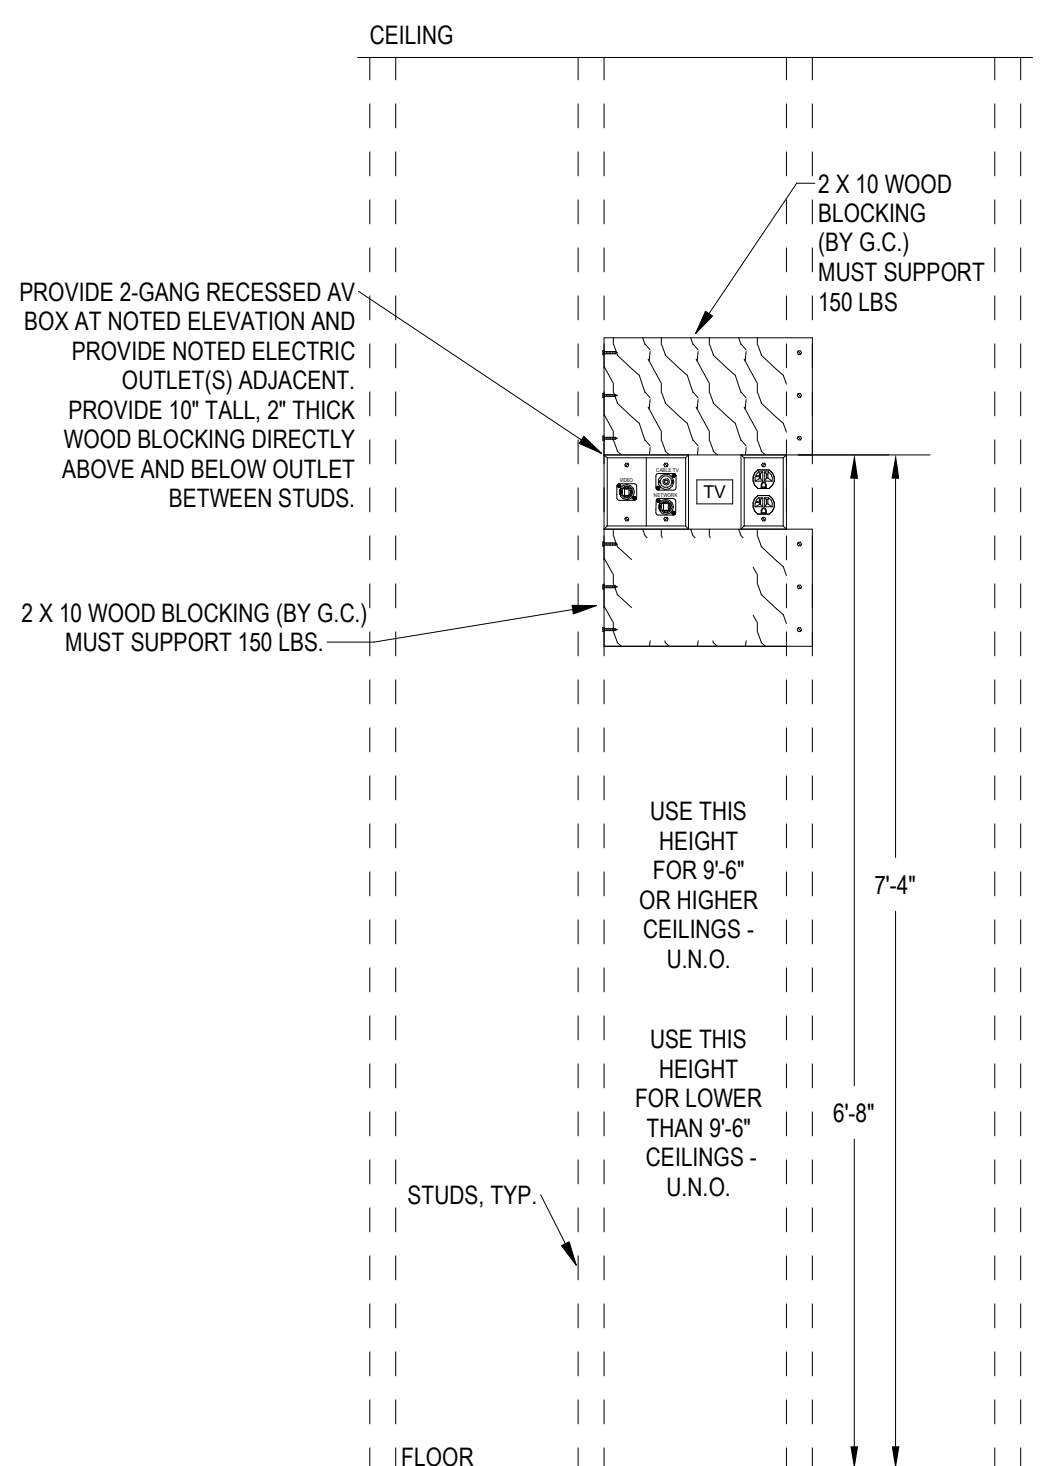 CEILING
2 X 10 WOOD
BLOCKING
(BY G.C.)
MUST SUPPORT
150 LBS
PROVIDE 2-GANG RECESSED AV
BOX AT NOTED ELEVATION AND
PROVIDE NOTED ELECTRIC
OUTLET(S) ADJACENT.
PROVIDE 10" TALL, 2" THICK
WOOD BLOCKING DIRECTLY
ABOVE AND BELOW OUTLET
BETWEEN STUDS.
VIDEO
CABLE TV
NETWORK
TV
2 X 10 WOOD BLOCKING (BY G.C.)
MUST SUPPORT 150 LBS.
USE THIS
HEIGHT
FOR 9'-6"
OR HIGHER
CEILINGS -
U.N.O.
7'-4"
USE THIS
HEIGHT
FOR LOWER
THAN 9'-6"
CEILINGS -
U.N.O.
6'-8"
STUDS, TYP.
FLOOR